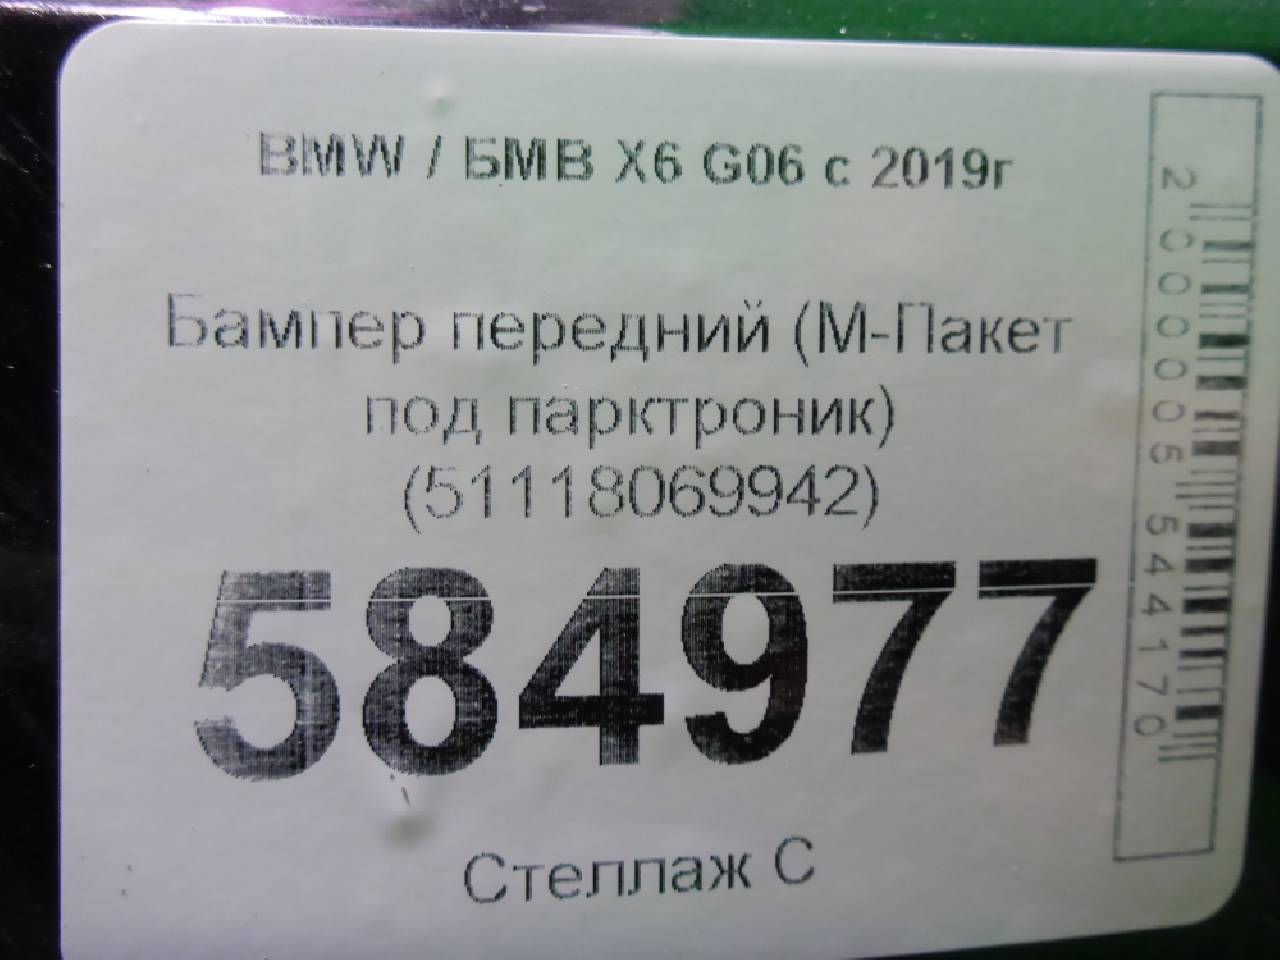 BMW / БМВ X6 G06 с 2019г
Бампер передний (М-Пакет
под парктроник)
(51118069942)
584977
Стеллаж С
2000005544170